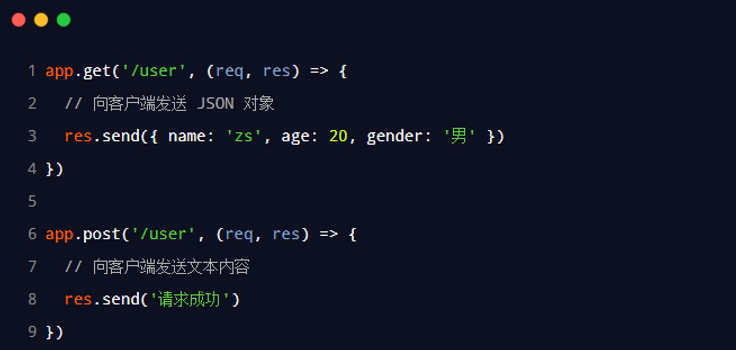 1 app.get('/user', (req, res) => {
2 // 向客户端发送 JSON 对象
3 res.send({ name: 'zs', age: 20, gender: '男' })
4 })
5
6 app.post('/user', (req, res) => {
7 // 向客户端发送文本内容
8 res.send('请求成功')
9 })